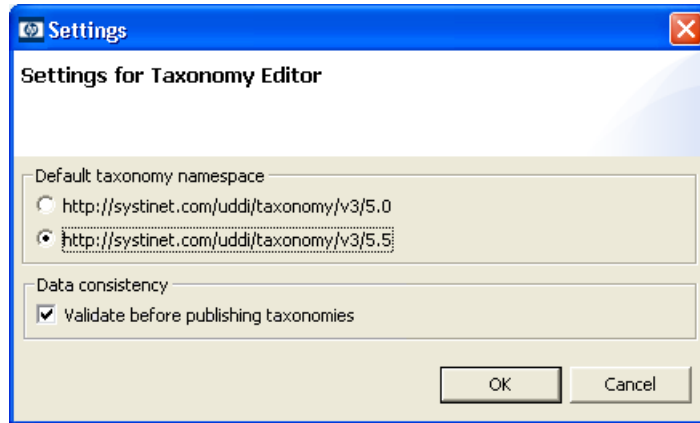 Settings
Settings for Taxonomy Editor
Default taxonomy namespace
http://systinet.com/uddi/taxonomy/v3/5.0
http://systinet.com/uddi/taxonomy/v3/5.5
Data consistency
Validate before publishing taxonomies
OK
Cancel